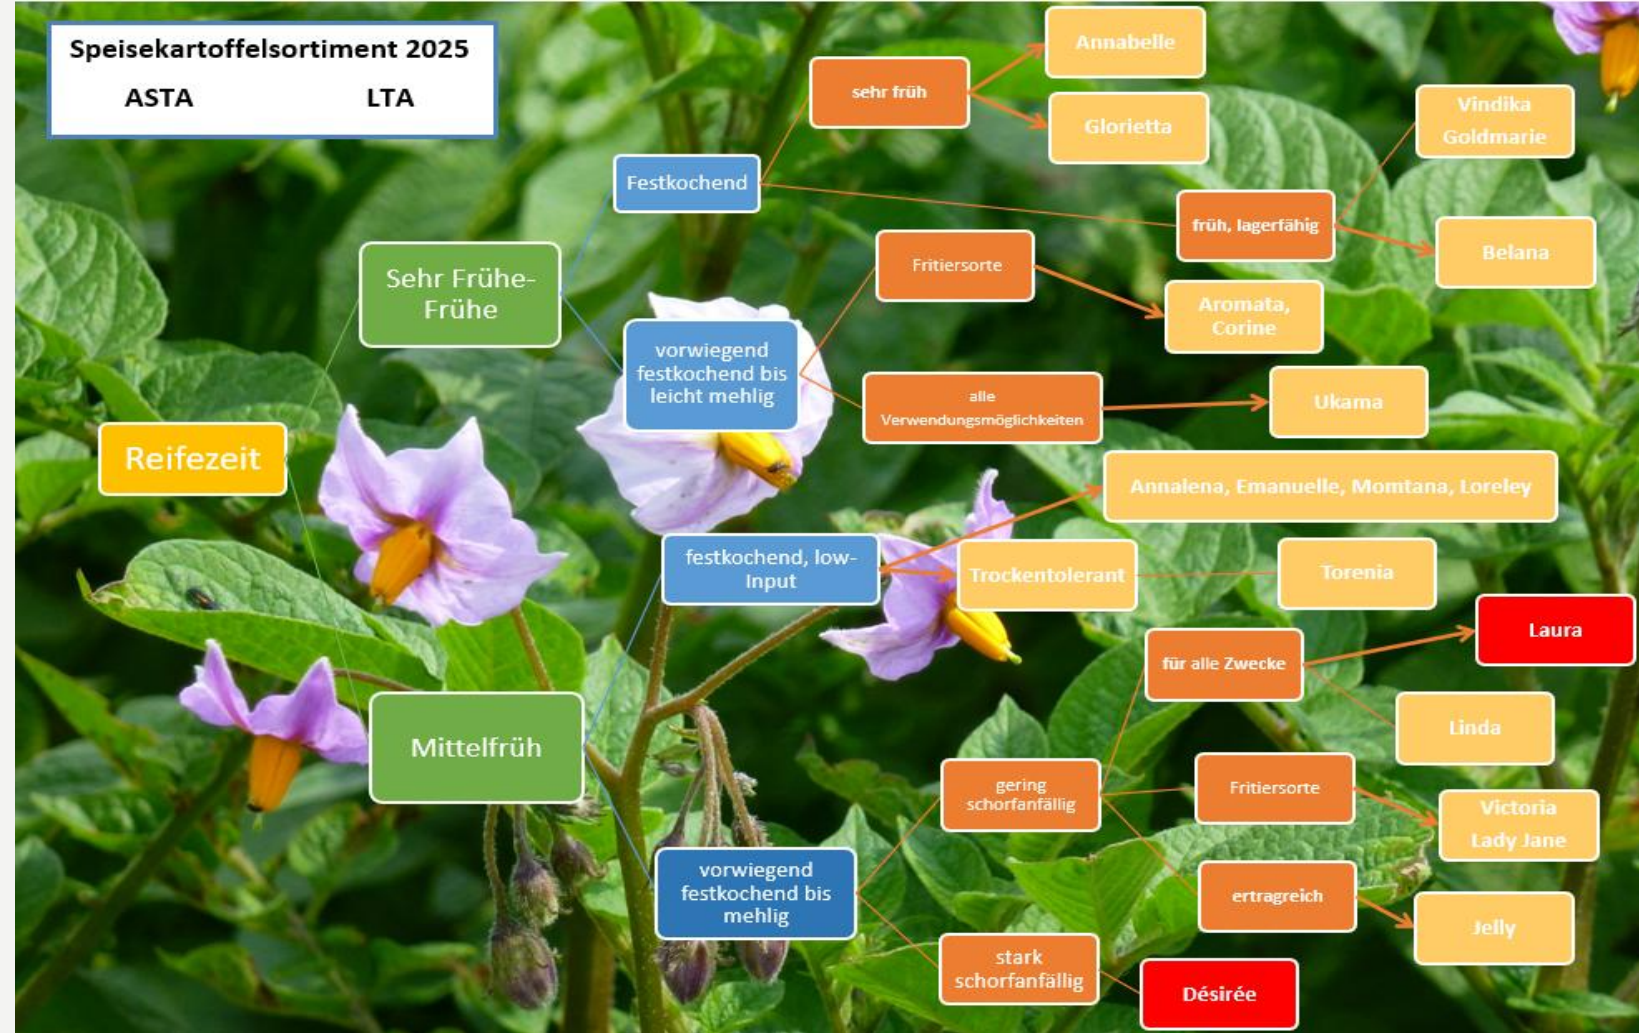 Speisekartoffelsortiment 2025
ASTA LTA
Reifezeit
Sehr Frühe-
Frühe
Festkochend
sehr früh
Annabelle
Glorietta
früh, lagerfähig
Vindika
Goldmarie
Belana
vorwiegend
festkochend bis
leicht mehlig
Fritiersorte
Aromata,
Corine
alle
Verwendungsmöglichkeiten
Ukama
Mittelfrüh
festkochend, low-
Input
Annalena, Emanuelle, Momtana, Loreley
Trockentolerant
Torenia
vorwiegend
festkochend bis
mehlig
gering
schorfanfällig
für alle Zwecke
Laura
Linda
Fritiersorte
Victoria
Lady Jane
ertragreich
Jelly
stark
schorfanfällig
Désirée